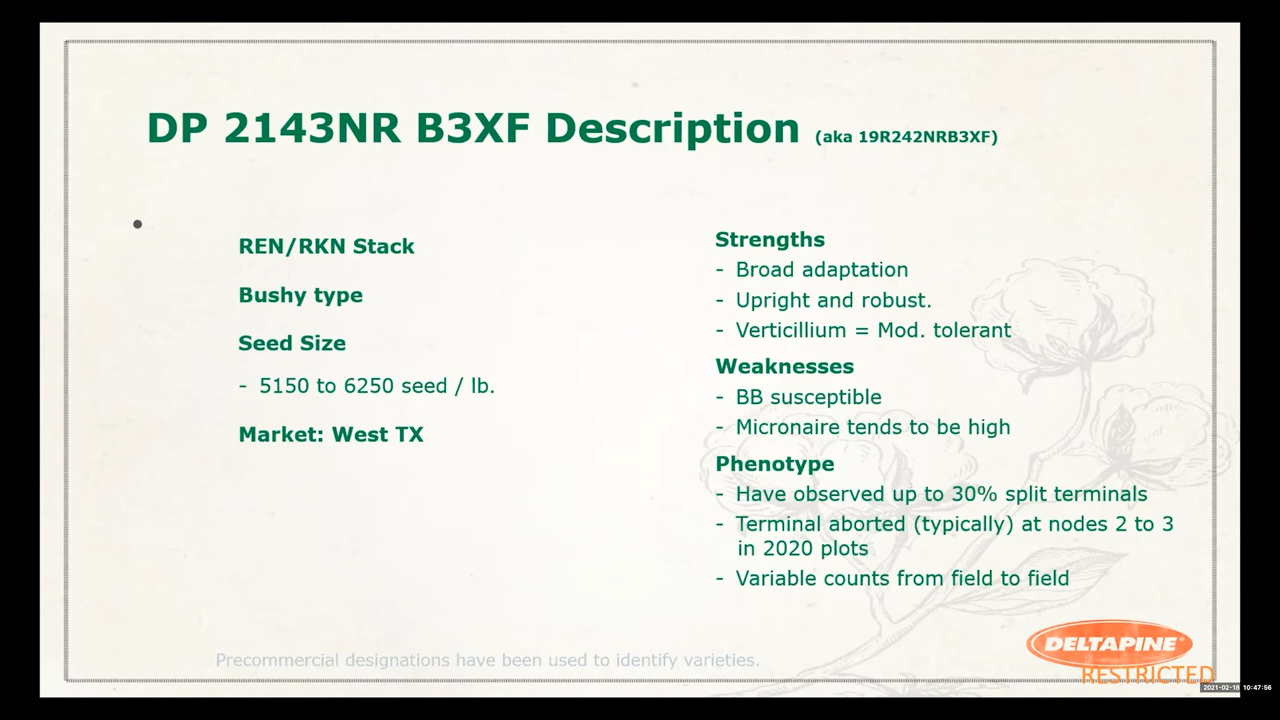 DP 2143NR B3XF Description (aka 19R242NRB3XF)
REN/RKN Stack
Bushy type
Seed Size
- 5150 to 6250 seed / lb.
Market: West TX
Strengths
- Broad adaptation
- Upright and robust.
- Verticillium = Mod. tolerant
Weaknesses
- BB susceptible
- Micronaire tends to be high
Phenotype
- Have observed up to 30% split terminals
- Terminal aborted (typically) at nodes 2 to 3
in 2020 plots
- Variable counts from field to field
Precommercial designations have been used to identify varieties.
DELTAPINE®
RESTRICTED
2021-02-18 10:47:56